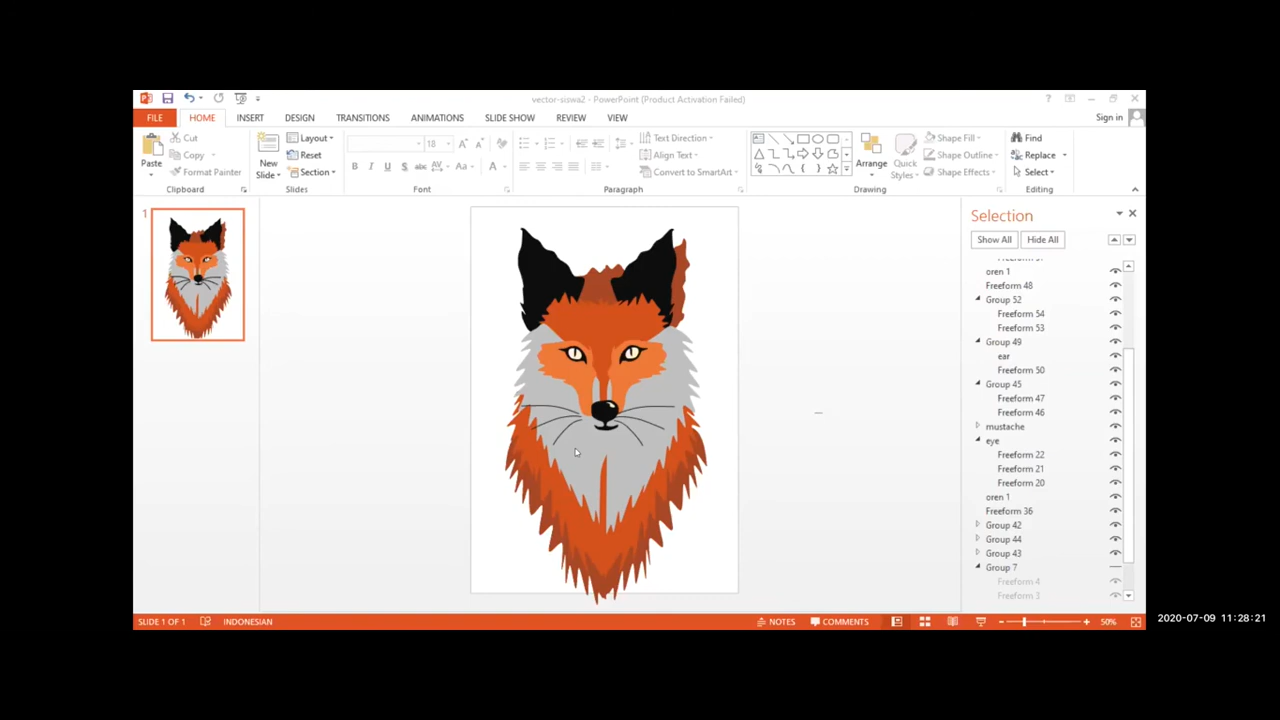 vector-siswa2 - PowerPoint (Product Activation Failed)
?
FILE HOME INSERT DESIGN TRANSITIONS ANIMATIONS SLIDE SHOW REVIEW VIEW Sign in
Paste
Cut
Copy
Format Painter
Clipboard
New Slide
Layout
Reset
Section
Slides
18
B I U S abc AV Aa A
Font
Text Direction
Align Text
Convert to SmartArt
Paragraph
Arrange
Quick Styles
Shape Fill
Shape Outline
Shape Effects
Drawing
Find
Replace
Select
Editing
1
Selection
Show All Hide All
oren 1
Freeform 48
Group 52
Freeform 54
Freeform 53
Group 49
ear
Freeform 50
Group 45
Freeform 47
Freeform 46
mustache
eye
Freeform 22
Freeform 21
Freeform 20
oren 1
Freeform 36
Group 42
Group 44
Group 43
Group 7
Freeform 4
Freeform 3
SLIDE 1 OF 1 INDONESIAN NOTES COMMENTS 50%
2020-07-09 11:28:21